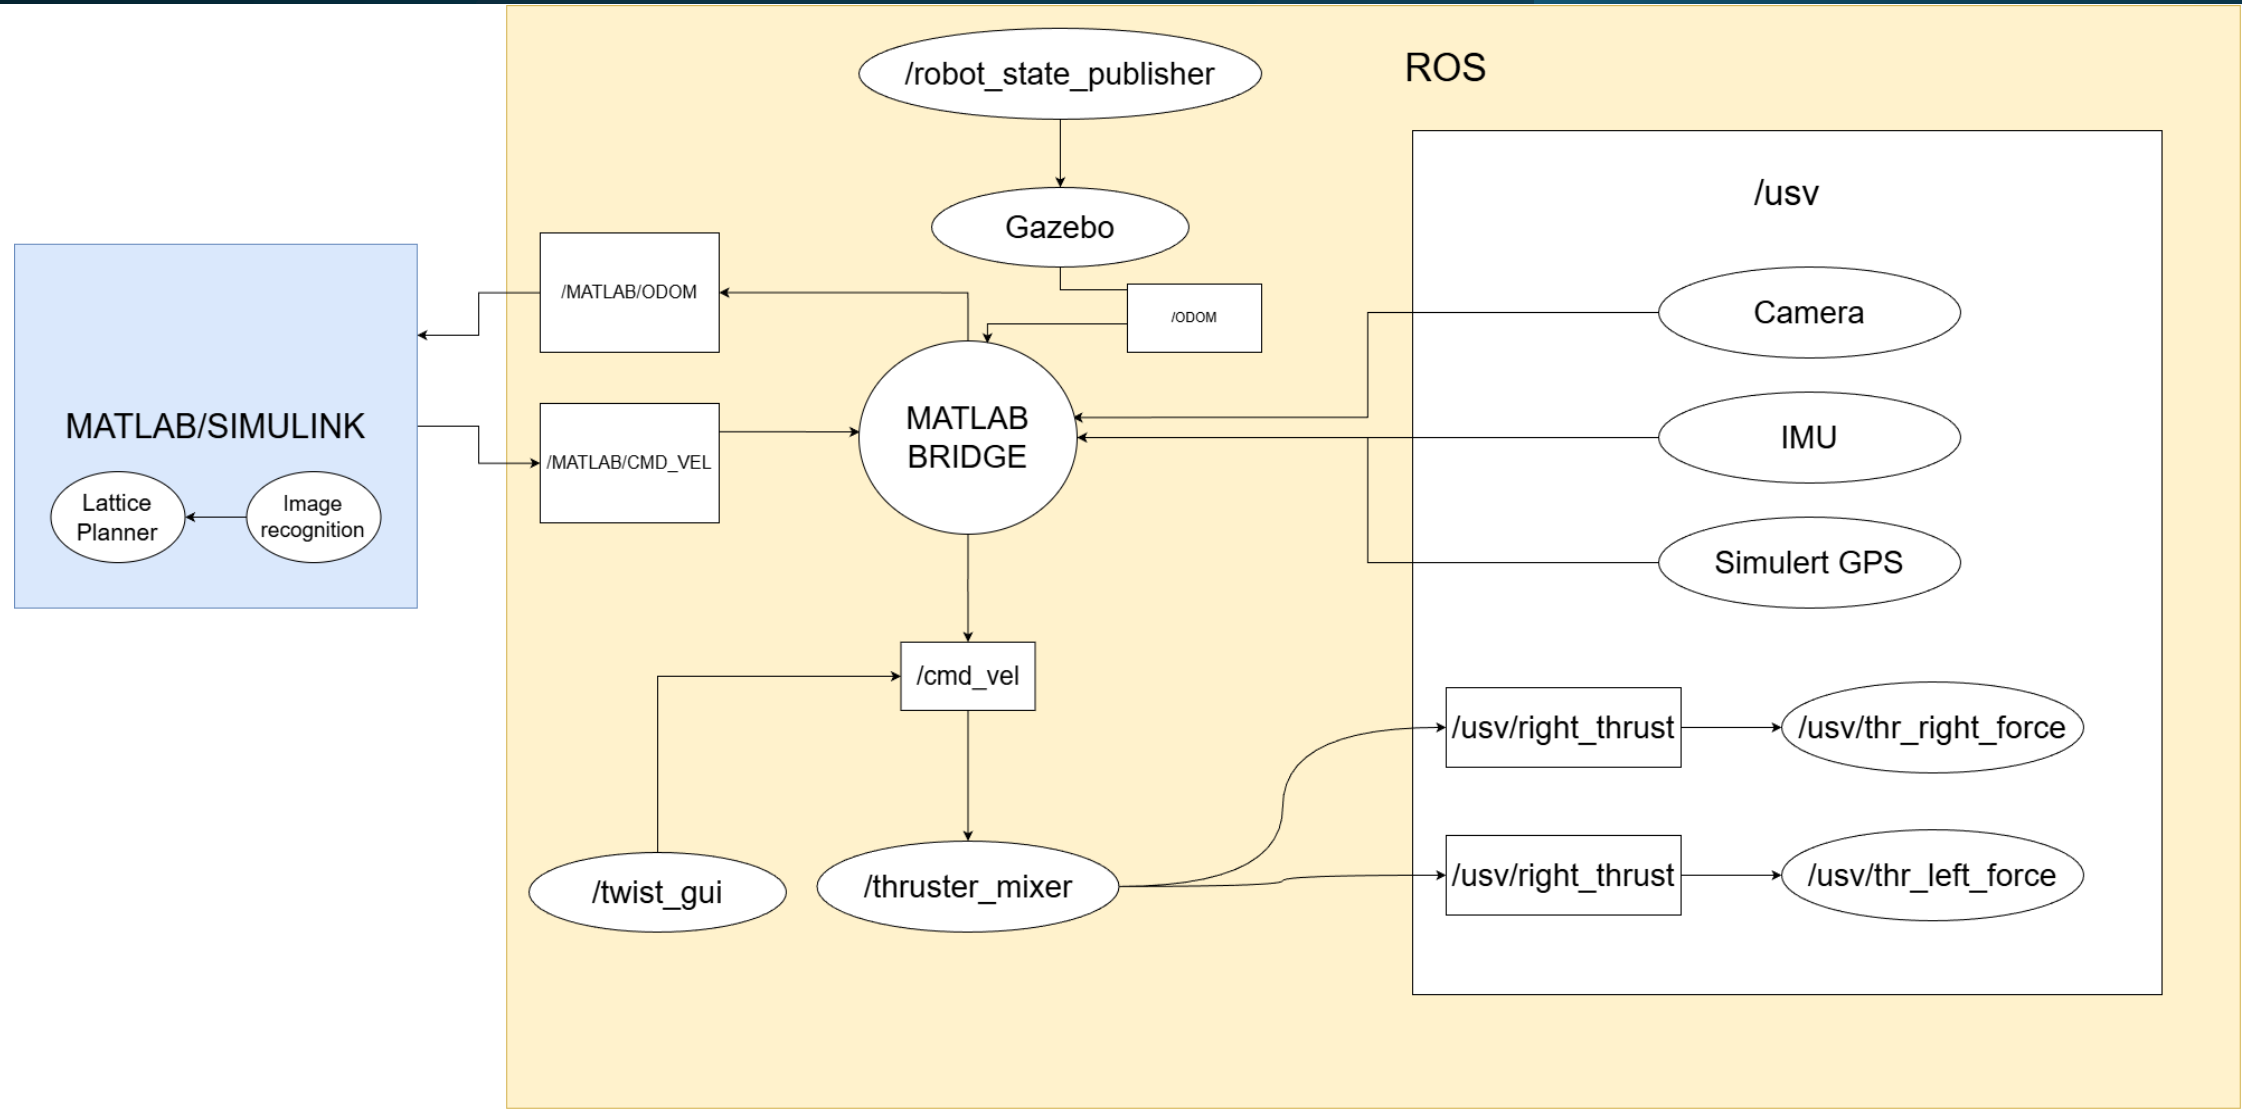 /robot_state_publisher
ROS
/usv
Gazebo
/MATLAB/ODOM
/ODOM
Camera
MATLAB/SIMULINK
MATLAB
BRIDGE
IMU
/MATLAB/CMD_VEL
Lattice
Planner
Image
recognition
Simulert GPS
/cmd_vel
/usv/right_thrust
/usv/thr_right_force
/twist_gui
/thruster_mixer
/usv/right_thrust
/usv/thr_left_force